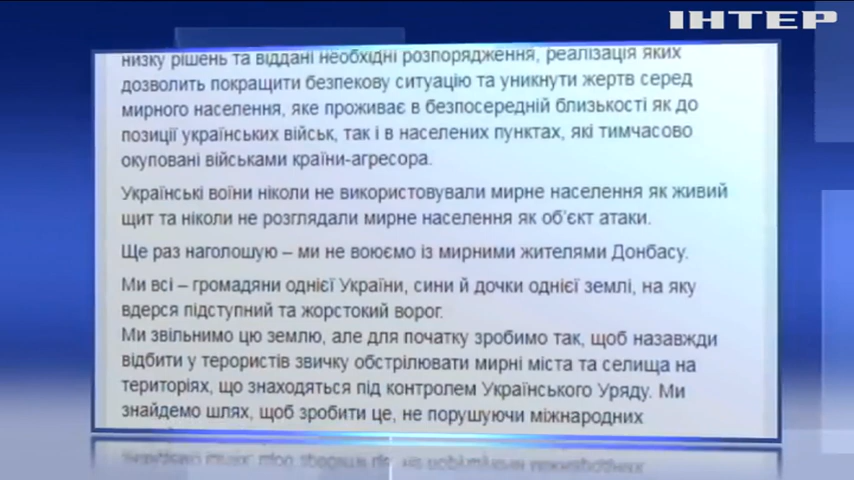 ІНТЕР
низку рішень та віддані необхідні розпорядження, реалізація яких
дозволить покращити безпекову ситуацію та уникнути жертв серед
мирного населення, яке проживає в безпосередній близькості як до
позиції українських військ, так і в населених пунктах, які тимчасово
окуповані військами країни-агресора.
Українські воїни ніколи не використовували мирне населення як живий
щит та ніколи не розглядали мирне населення як об'єкт атаки.
Ще раз наголошую – ми не воюємо із мирними жителями Донбасу.
Ми всі – громадяни однієї України, сини й дочки однієї землі, на яку
вдерся підступний та жорстокий ворог.
Ми звільнимо цю землю, але для початку зробимо так, щоб назавжди
відбити у терористів звичку обстрілювати мирні міста та селища на
територіях, що знаходяться під контролем Українського Уряду. Ми
знайдемо шлях, щоб зробити це, не порушуючи міжнародних